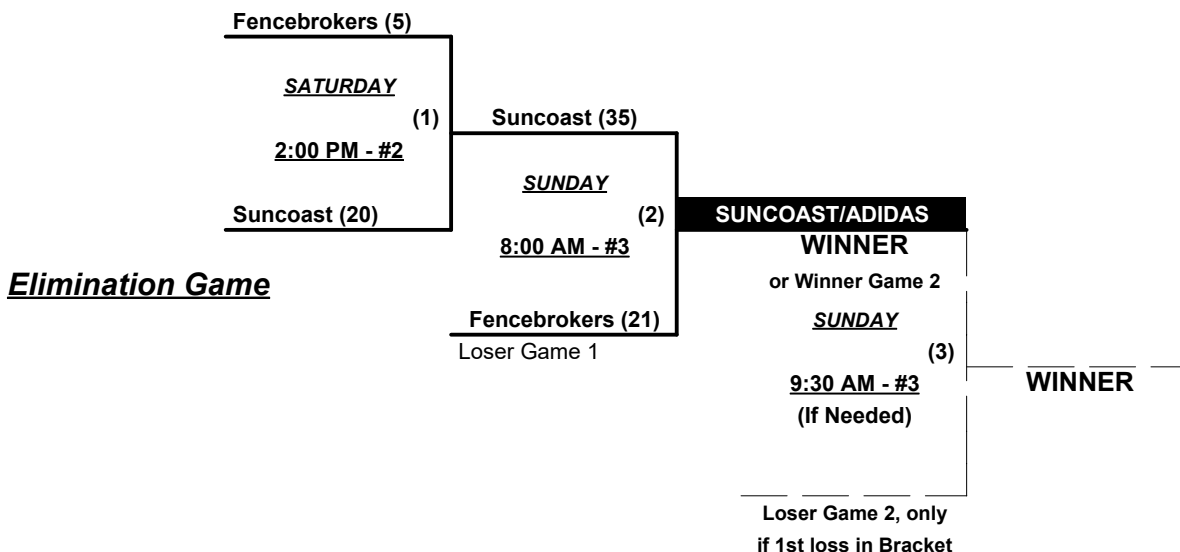 Fencebrokers (5)
SATURDAY
(1)
2:00 PM - #2
Suncoast (20)
Elimination Game
Suncoast (35)
SUNDAY
(2)
8:00 AM - #3
Fencebrokers (21)
Loser Game 1
SUNCOAST/ADIDAS
WINNER
or Winner Game 2
SUNDAY
(3)
9:30 AM - #3
(If Needed)
WINNER
Loser Game 2, only
if 1st loss in Bracket